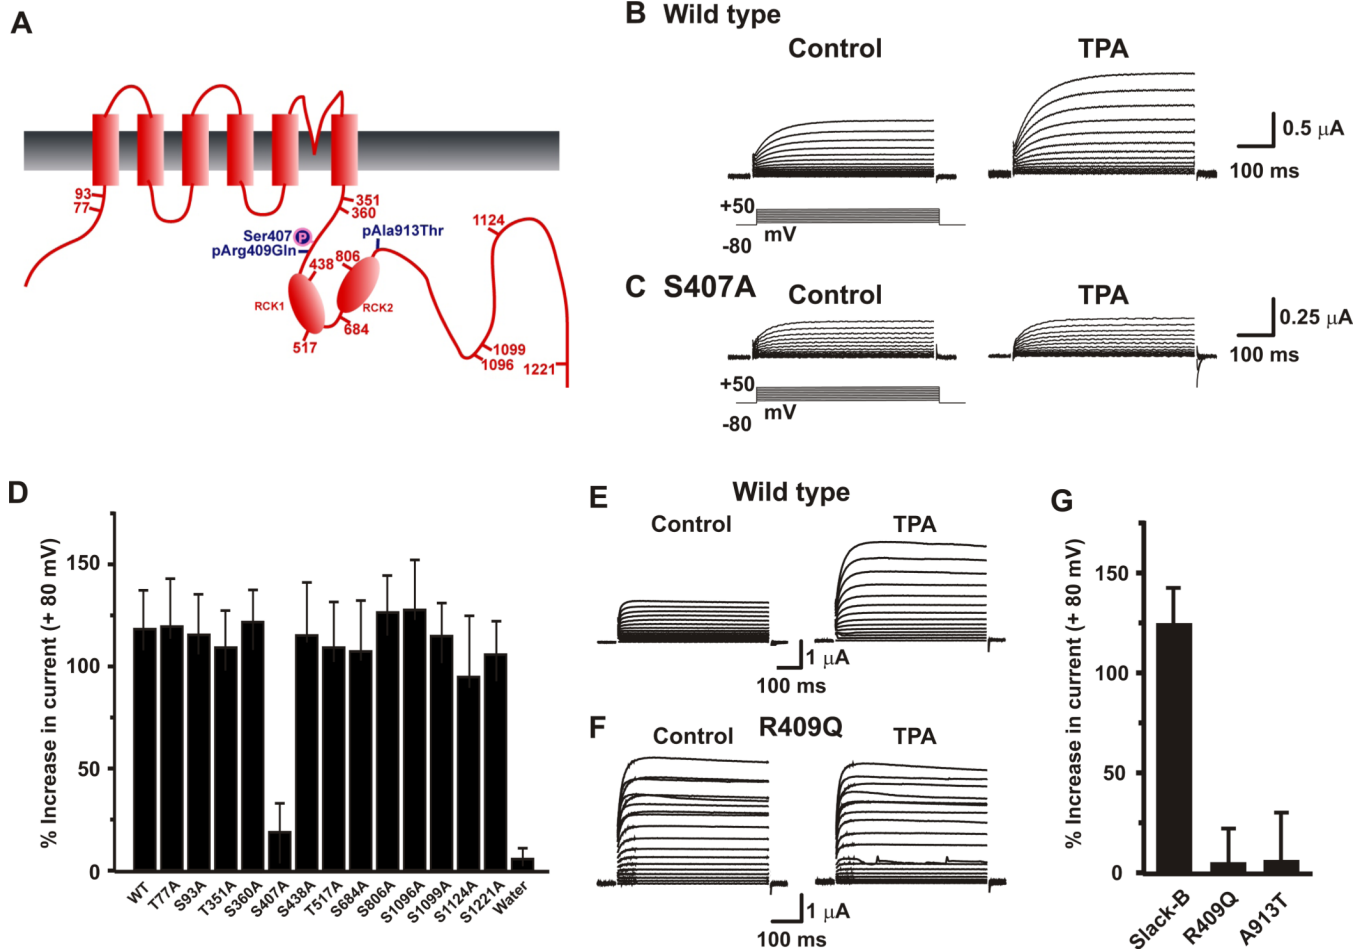 A
93
77
351
360
Ser407 P
pArg409Gln
pAla913Thr
438
806
RCK1
RCK2
517
684
1124
1099
1096
1221
B Wild type
Control
TPA
0.5 µA
100 ms
+50
-80
mV
C S407A
Control
TPA
0.25 µA
100 ms
+50
-80
mV
D
% Increase in current (+ 80 mV)
150
100
50
0
WT
T77A
S93A
T351A
S360A
S407A
S438A
T517A
S684A
S806A
S1096A
S1099A
S1124A
S1221A
Water
E
Wild type
Control
TPA
1 µA
100 ms
F
R409Q
Control
TPA
1 µA
100 ms
G
% Increase in current (+ 80 mV)
150
100
50
0
Slack-B
R409Q
A913T